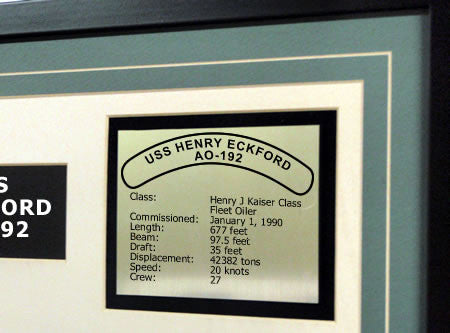 S
ORD
92
USS HENRY ECKFORD
AO-192
Class: Henry J Kaiser Class
Fleet Oiler
Commissioned: January 1, 1990
Length: 677 feet
Beam: 97.5 feet
Draft: 35 feet
Displacement: 42382 tons
Speed: 20 knots
Crew: 27